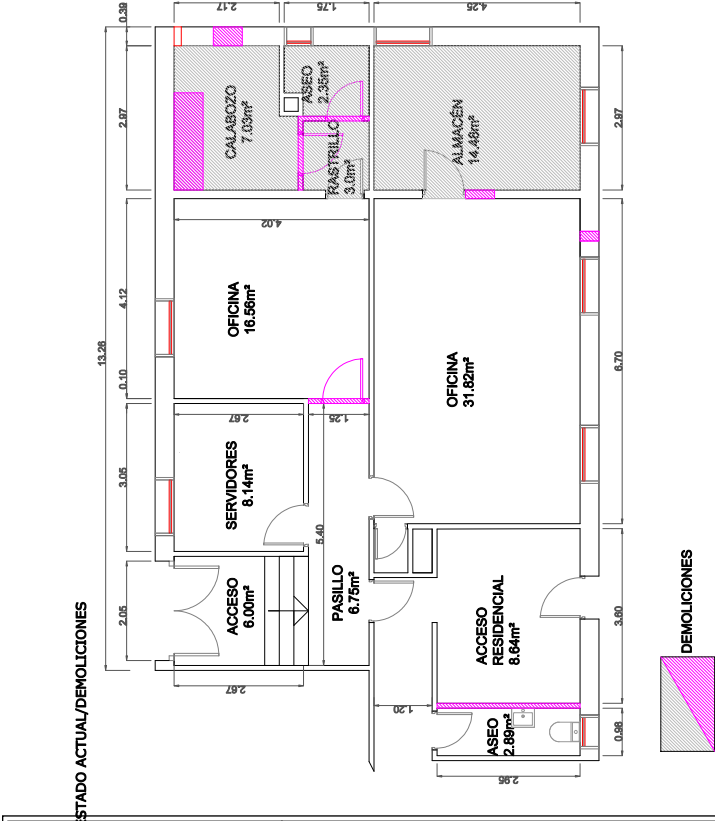 2.17
1.75
4.25
0.39
2.97
CALABOZO
7.03m²
ASEO
2.35m²
RASTRILLO
3.0m²
ALMACÉN
14.48m²
2.97
4.02
4.12
OFICINA
16.56m²
13.26
0.10
OFICINA
31.82m²
6.70
2.67
1.25
3.05
SERVIDORES
8.14m²
5.40
2.05
ACCESO
6.00m²
PASILLO
6.75m²
ACCESO
RESIDENCIAL
8.64m²
3.60
2.67
1.20
ASEO
2.89m²
0.98
2.95
ESTADO ACTUAL/DEMOLICIONES
DEMOLICIONES